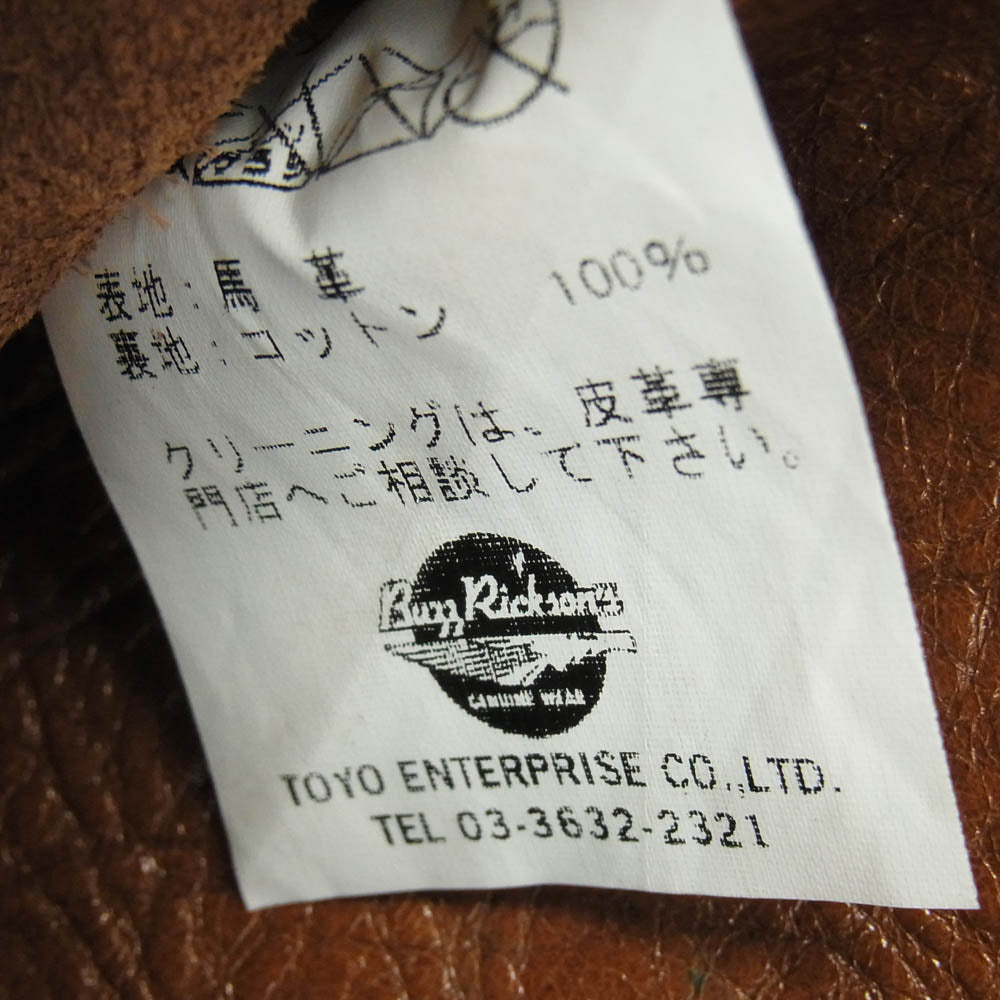 表地:馬 革
裏地:コットン 100%
クリーニングは、皮革専
門店へご相談して下さい。
Buzz Rickson's
GENUINE WEAR
TOYO ENTERPRISE CO.,LTD.
TEL 03-3632-2321